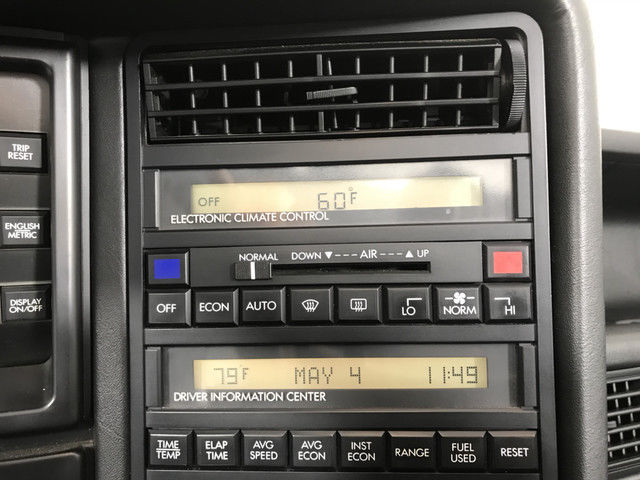 TRIP
RESET
ENGLISH
METRIC
DISPLAY
ON/OFF
OFF 60°F
ELECTRONIC CLIMATE CONTROL
NORMAL DOWN ▼----AIR----▲ UP
OFF ECON AUTO LO NORM HI
79°F MAY 4 11:49
DRIVER INFORMATION CENTER
TIME
TEMP
ELAP
TIME
AVG
SPEED
AVG
ECON
INST
ECON
RANGE
FUEL
USED
RESET